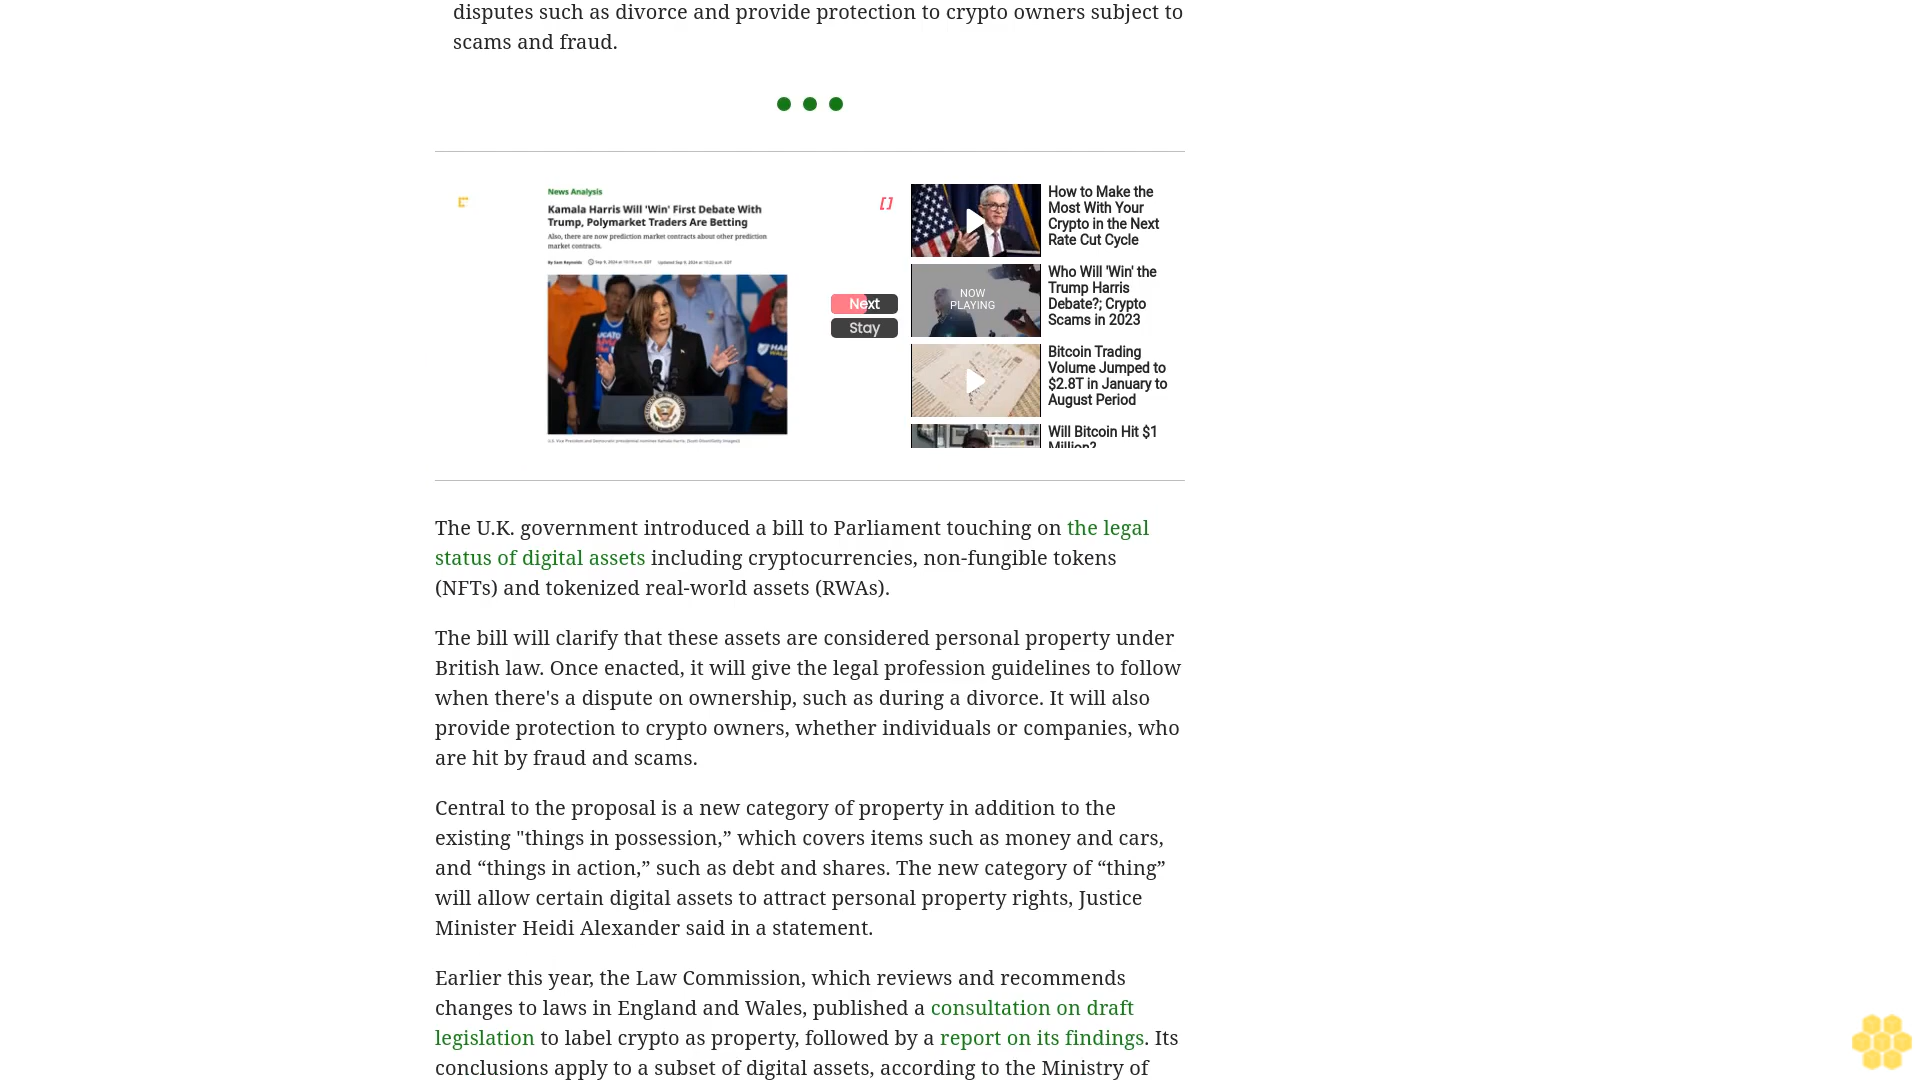 disputes such as divorce and provide protection to crypto owners subject to
scams and fraud.
News Analysis
Kamala Harris Will 'Win' First Debate With
Trump, Polymarket Traders Are Betting
Also, there are now prediction market contracts about other prediction
market contracts.
By Sam Reynolds
Next
Stay
How to Make the
Most With Your
Crypto in the Next
Rate Cut Cycle
NOW
PLAYING
Who Will 'Win' the
Trump Harris
Debate?; Crypto
Scams in 2023
Bitcoin Trading
Volume Jumped to
$2.8T in January to
August Period
Will Bitcoin Hit $1
Million?
The U.K. government introduced a bill to Parliament touching on the legal
status of digital assets including cryptocurrencies, non-fungible tokens
(NFTs) and tokenized real-world assets (RWAs).
The bill will clarify that these assets are considered personal property under
British law. Once enacted, it will give the legal profession guidelines to follow
when there's a dispute on ownership, such as during a divorce. It will also
provide protection to crypto owners, whether individuals or companies, who
are hit by fraud and scams.
Central to the proposal is a new category of property in addition to the
existing "things in possession,” which covers items such as money and cars,
and “things in action,” such as debt and shares. The new category of “thing”
will allow certain digital assets to attract personal property rights, Justice
Minister Heidi Alexander said in a statement.
Earlier this year, the Law Commission, which reviews and recommends
changes to laws in England and Wales, published a consultation on draft
legislation to label crypto as property, followed by a report on its findings. Its
conclusions apply to a subset of digital assets, according to the Ministry of